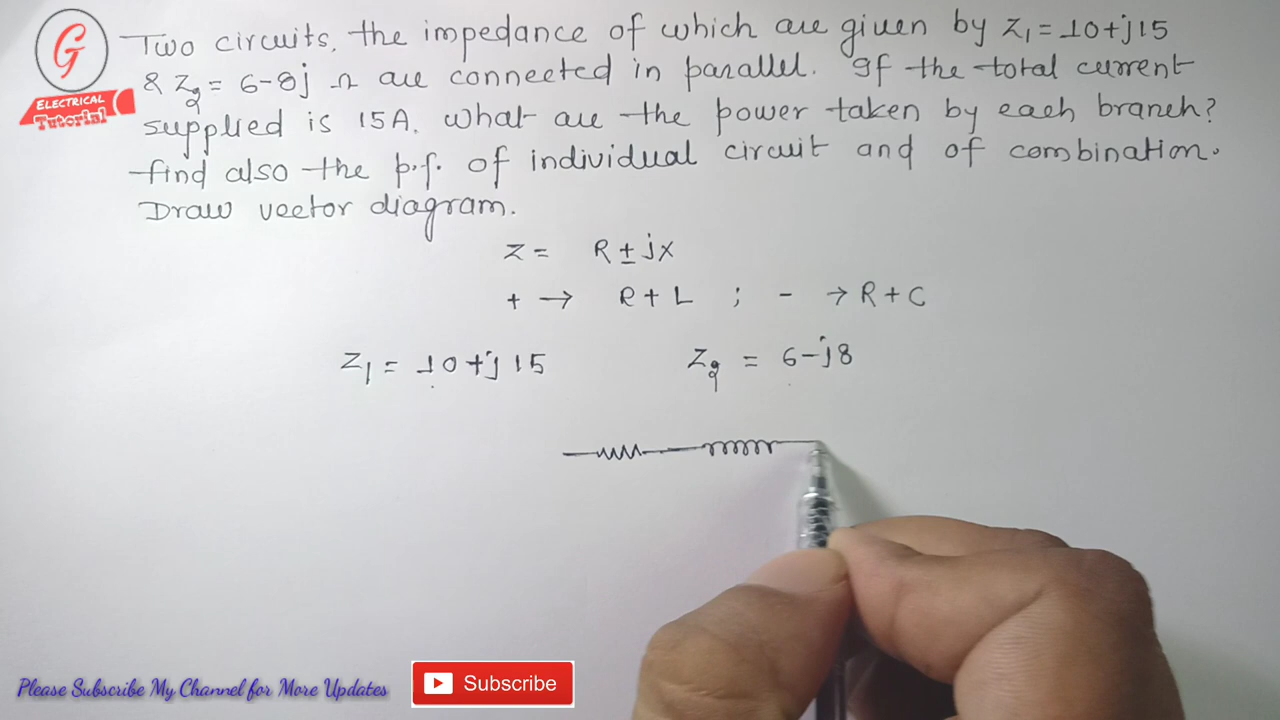 G
ELECTRICAL
Tutorial
Two circuits, the impedance of which are given by Z1 = 10+j15
& Z2 = 6-8j Ω are connected in parallel. If the total current
supplied is 15A. What are the power taken by each branch?
find also the p.f. of individual circuit and of combination.
Draw vector diagram.
Z = R ± jX
+ → R+L ; - → R+C
Z1 = 10+j15 Z2 = 6-j8
Please Subscribe My Channel for More Updates
Subscribe